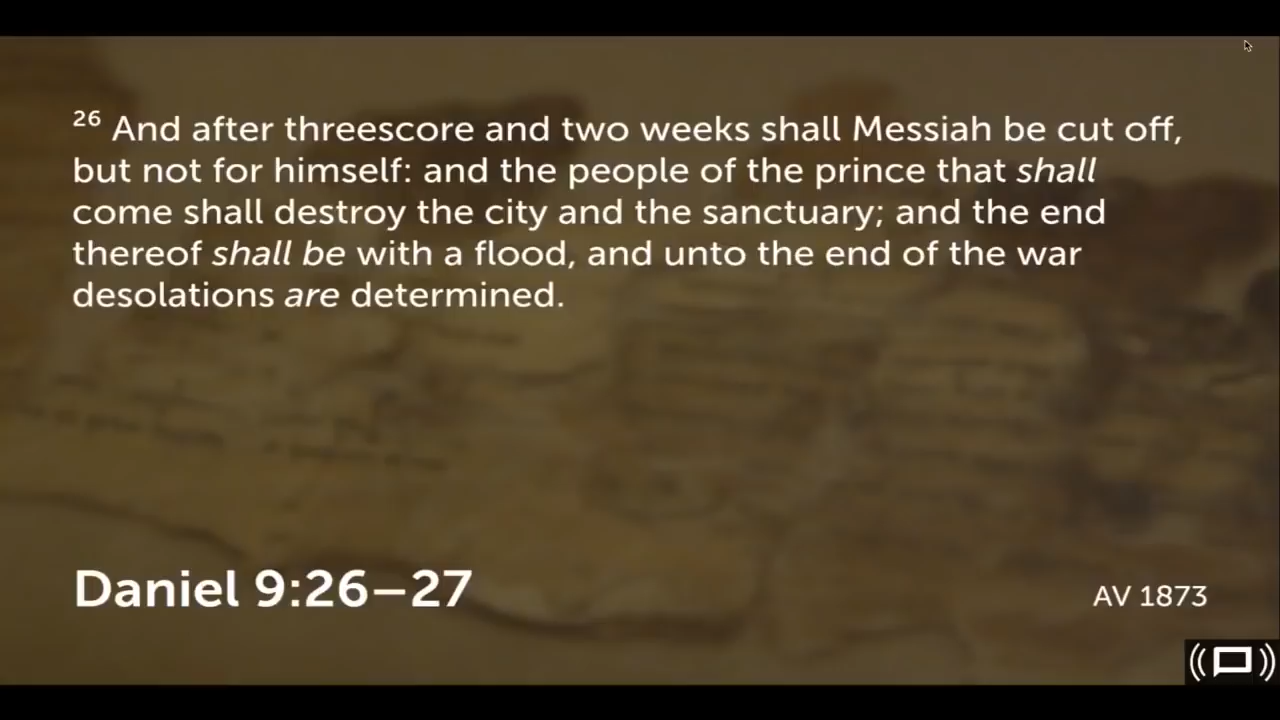 26 And after threescore and two weeks shall Messiah be cut off,
but not for himself: and the people of the prince that shall
come shall destroy the city and the sanctuary; and the end
thereof shall be with a flood, and unto the end of the war
desolations are determined.
Daniel 9:26–27
AV 1873